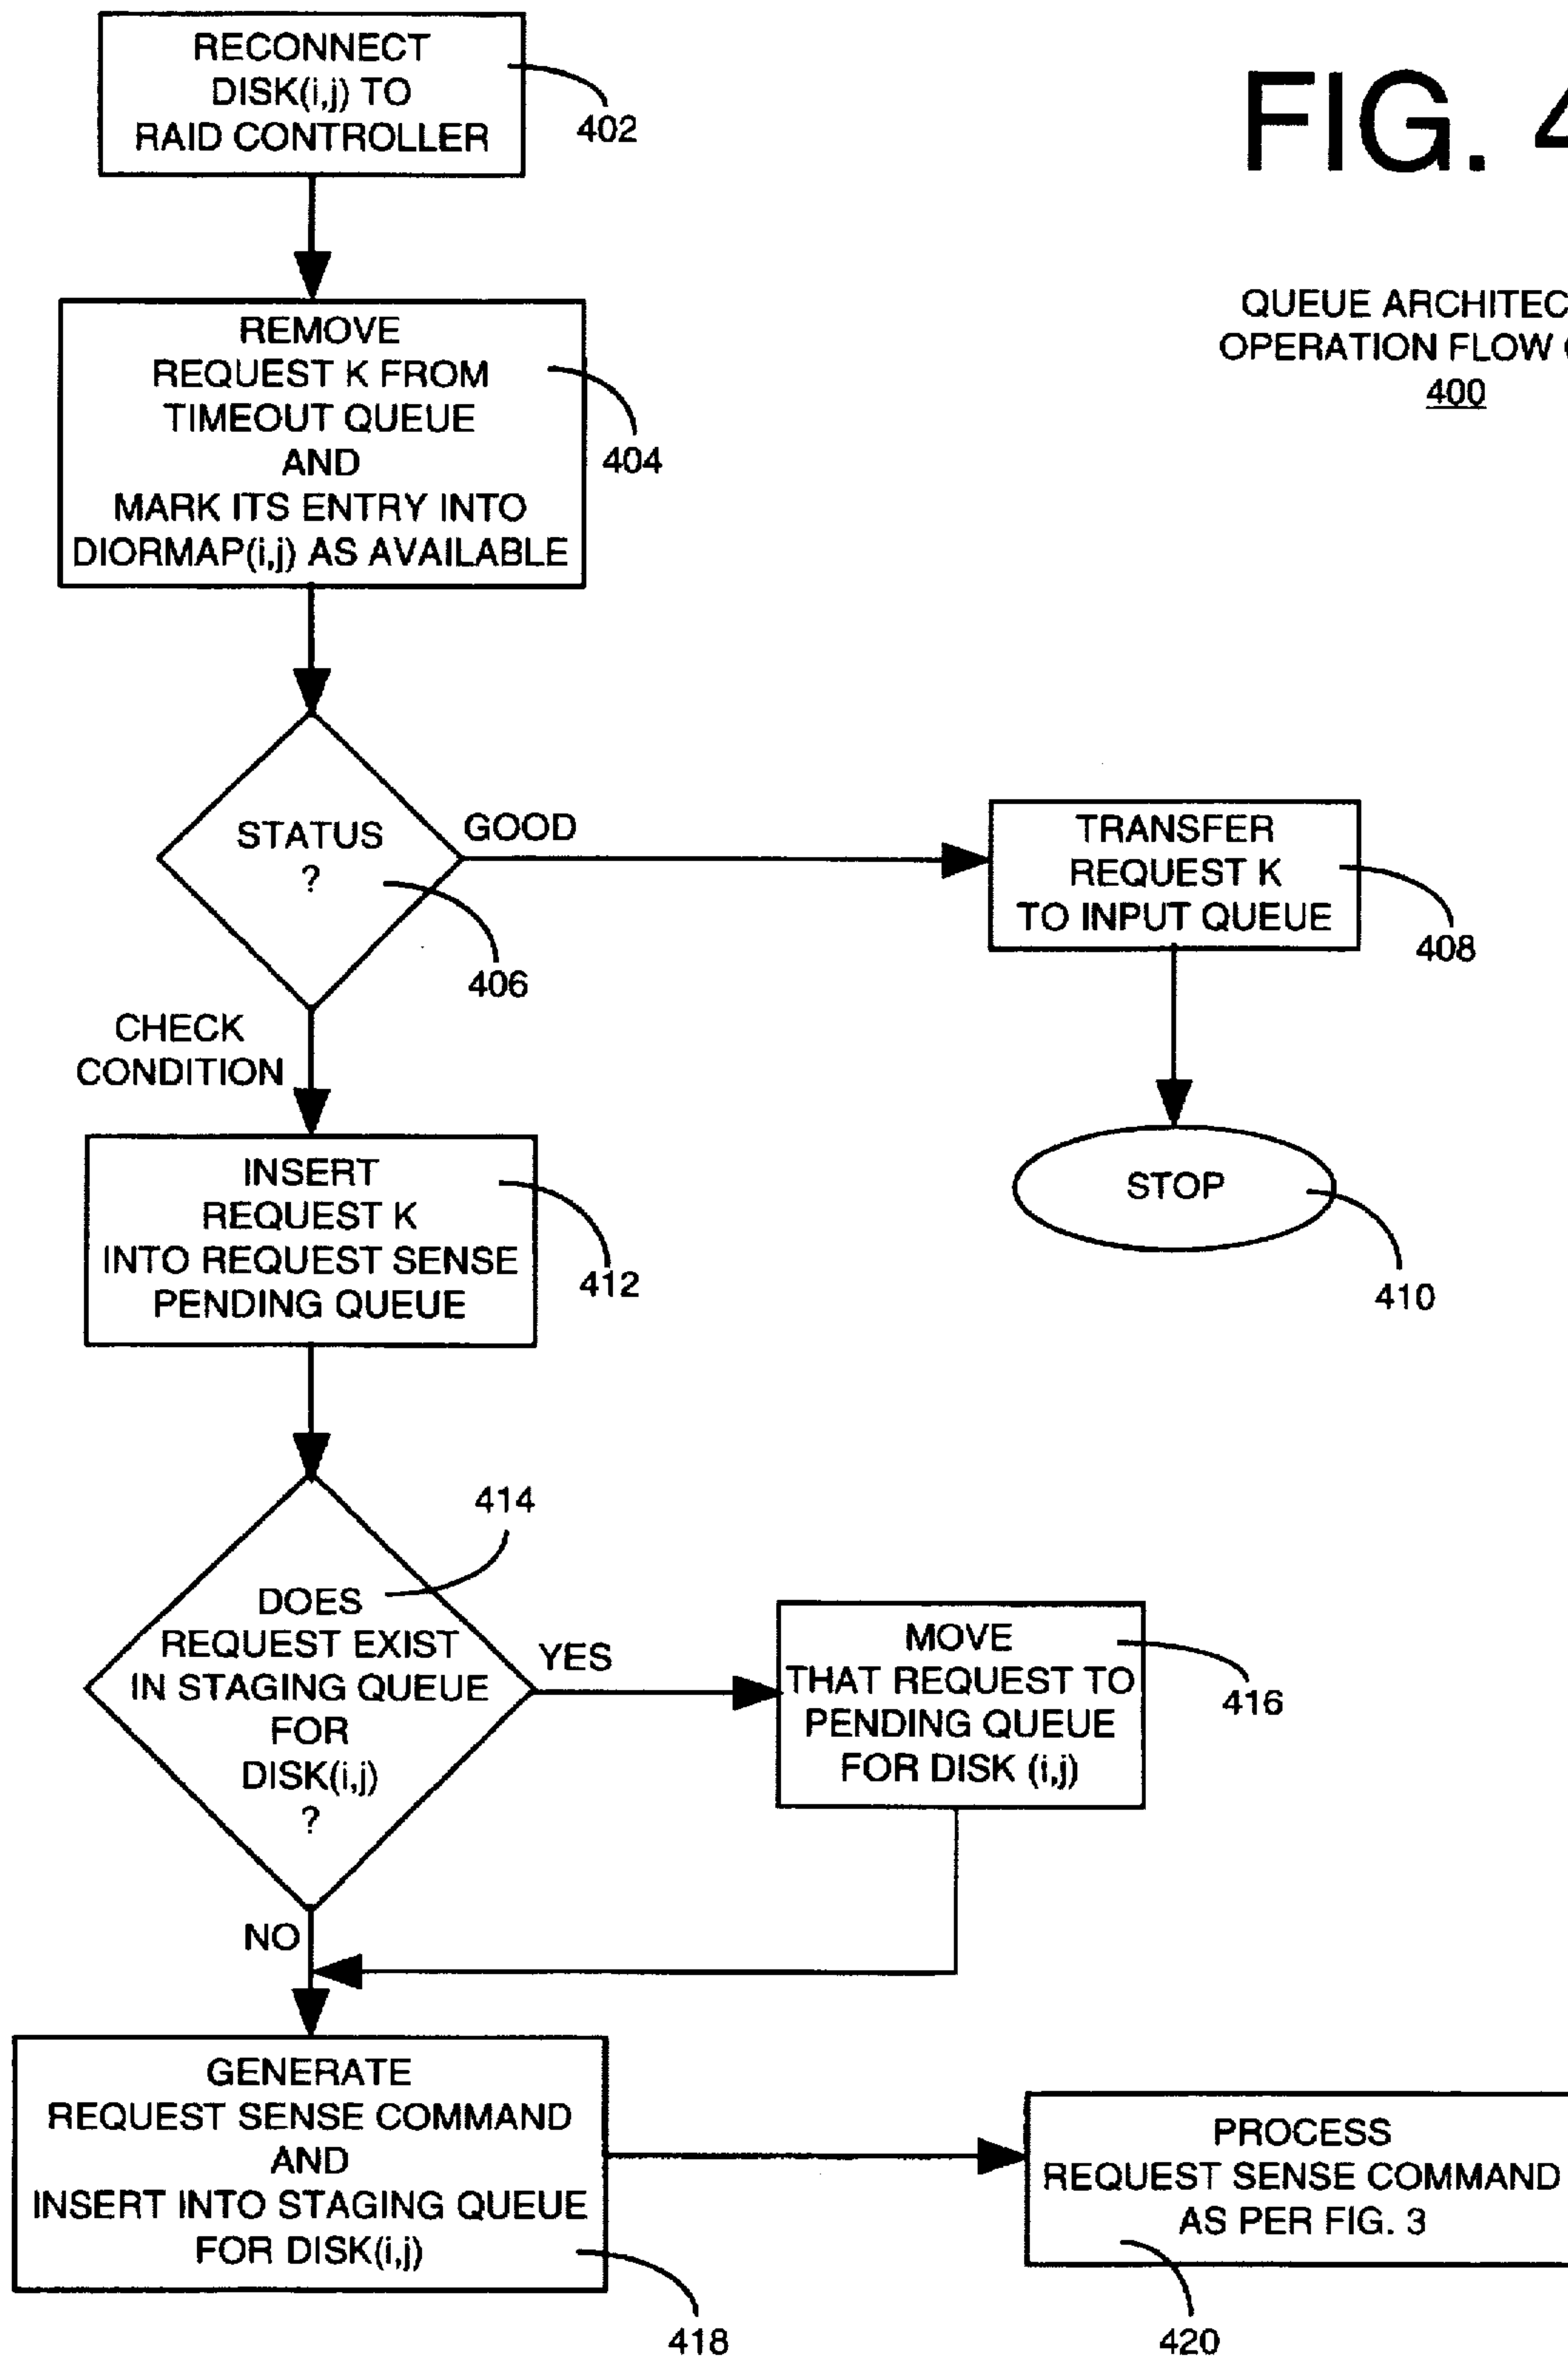 RECONNECT
DISK(i,j) TO
RAID CONTROLLER
402
FIG. 4
QUEUE ARCHITEC
OPERATION FLOW
400
REMOVE
REQUEST K FROM
TIMEOUT QUEUE
AND
MARK ITS ENTRY INTO
DIORMAP(i,j) AS AVAILABLE
404
STATUS
?
406
GOOD
TRANSFER
REQUEST K
TO INPUT QUEUE
408
STOP
410
CHECK
CONDITION
INSERT
REQUEST K
INTO REQUEST SENSE
PENDING QUEUE
412
414
DOES
REQUEST EXIST
IN STAGING QUEUE
FOR
DISK(i,j)
?
YES
MOVE
THAT REQUEST TO
PENDING QUEUE
FOR DISK (i,j)
416
NO
GENERATE
REQUEST SENSE COMMAND
AND
INSERT INTO STAGING QUEUE
FOR DISK(i,j)
418
PROCESS
REQUEST SENSE COMMAND
AS PER FIG. 3
420